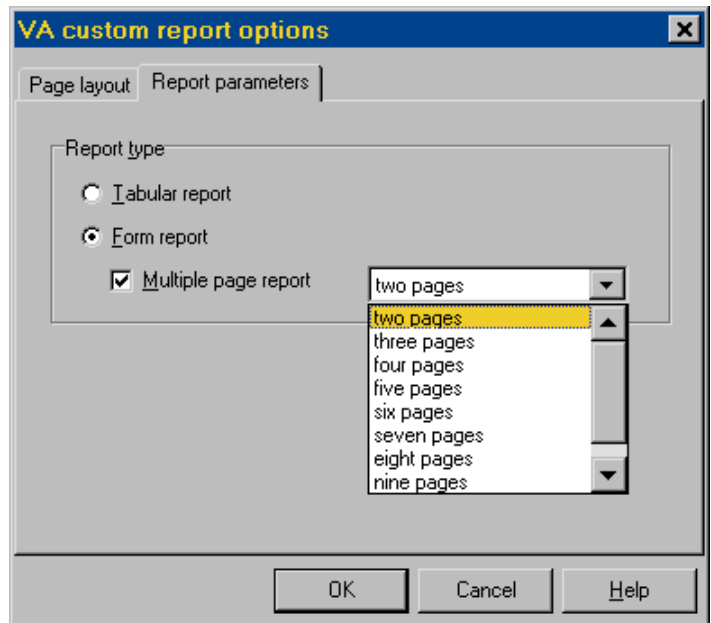 VA custom report options
Page layout Report parameters
Report type
Tabular report
Form report
Multiple page report two pages
two pages
three pages
four pages
five pages
six pages
seven pages
eight pages
nine pages
OK Cancel Help